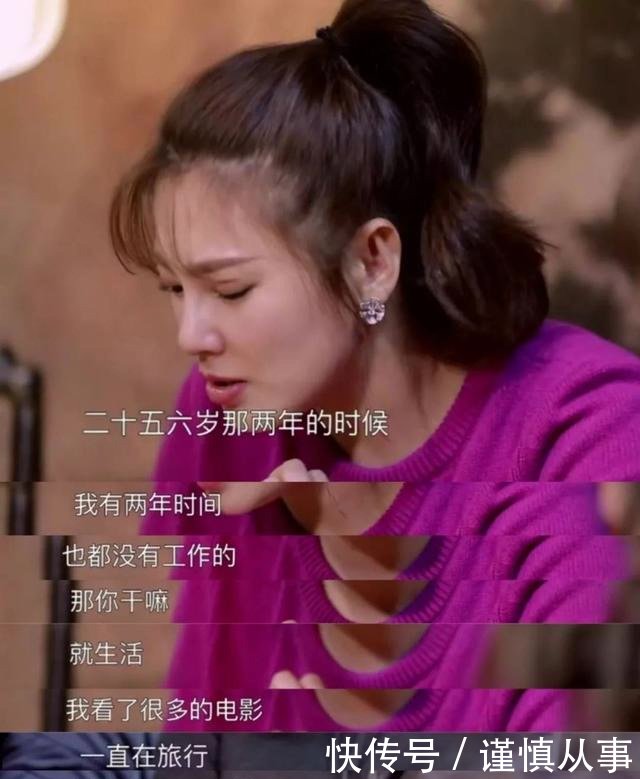 二十五六岁那两年的时候
我有两年时间
也都没有工作的
那你干嘛
就生活
我看了很多的电影
一直在旅行
快传号 / 谨慎从事